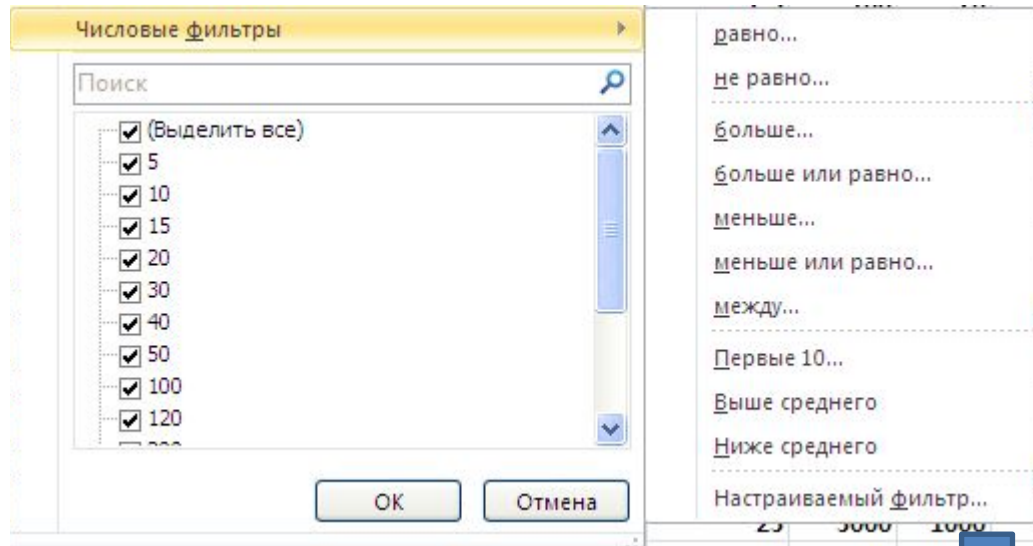 Числовые фильтры
Поиск
(Выделить все)
5
10
15
20
30
40
50
100
120
ОК
Отмена
равно...
не равно...
больше...
больше или равно...
меньше...
меньше или равно...
между...
Первые 10...
Выше среднего
Ниже среднего
Настраиваемый фильтр...